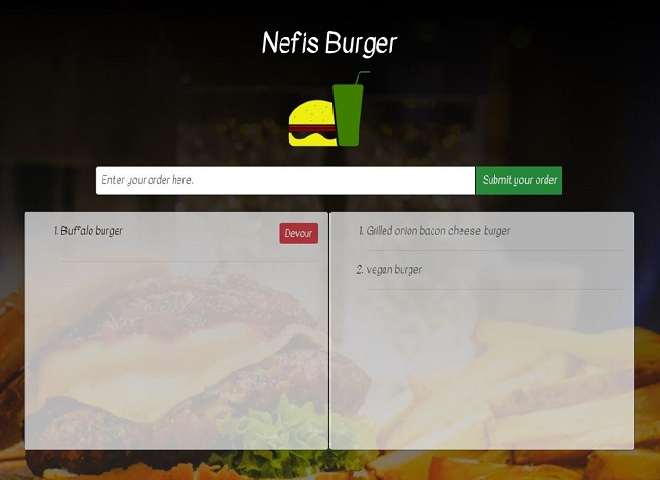 Nefis Burger
Enter your order here.
Submit your order
1. Buffalo burger
Devour
1. Grilled onion bacon cheese burger
2. vegan burger